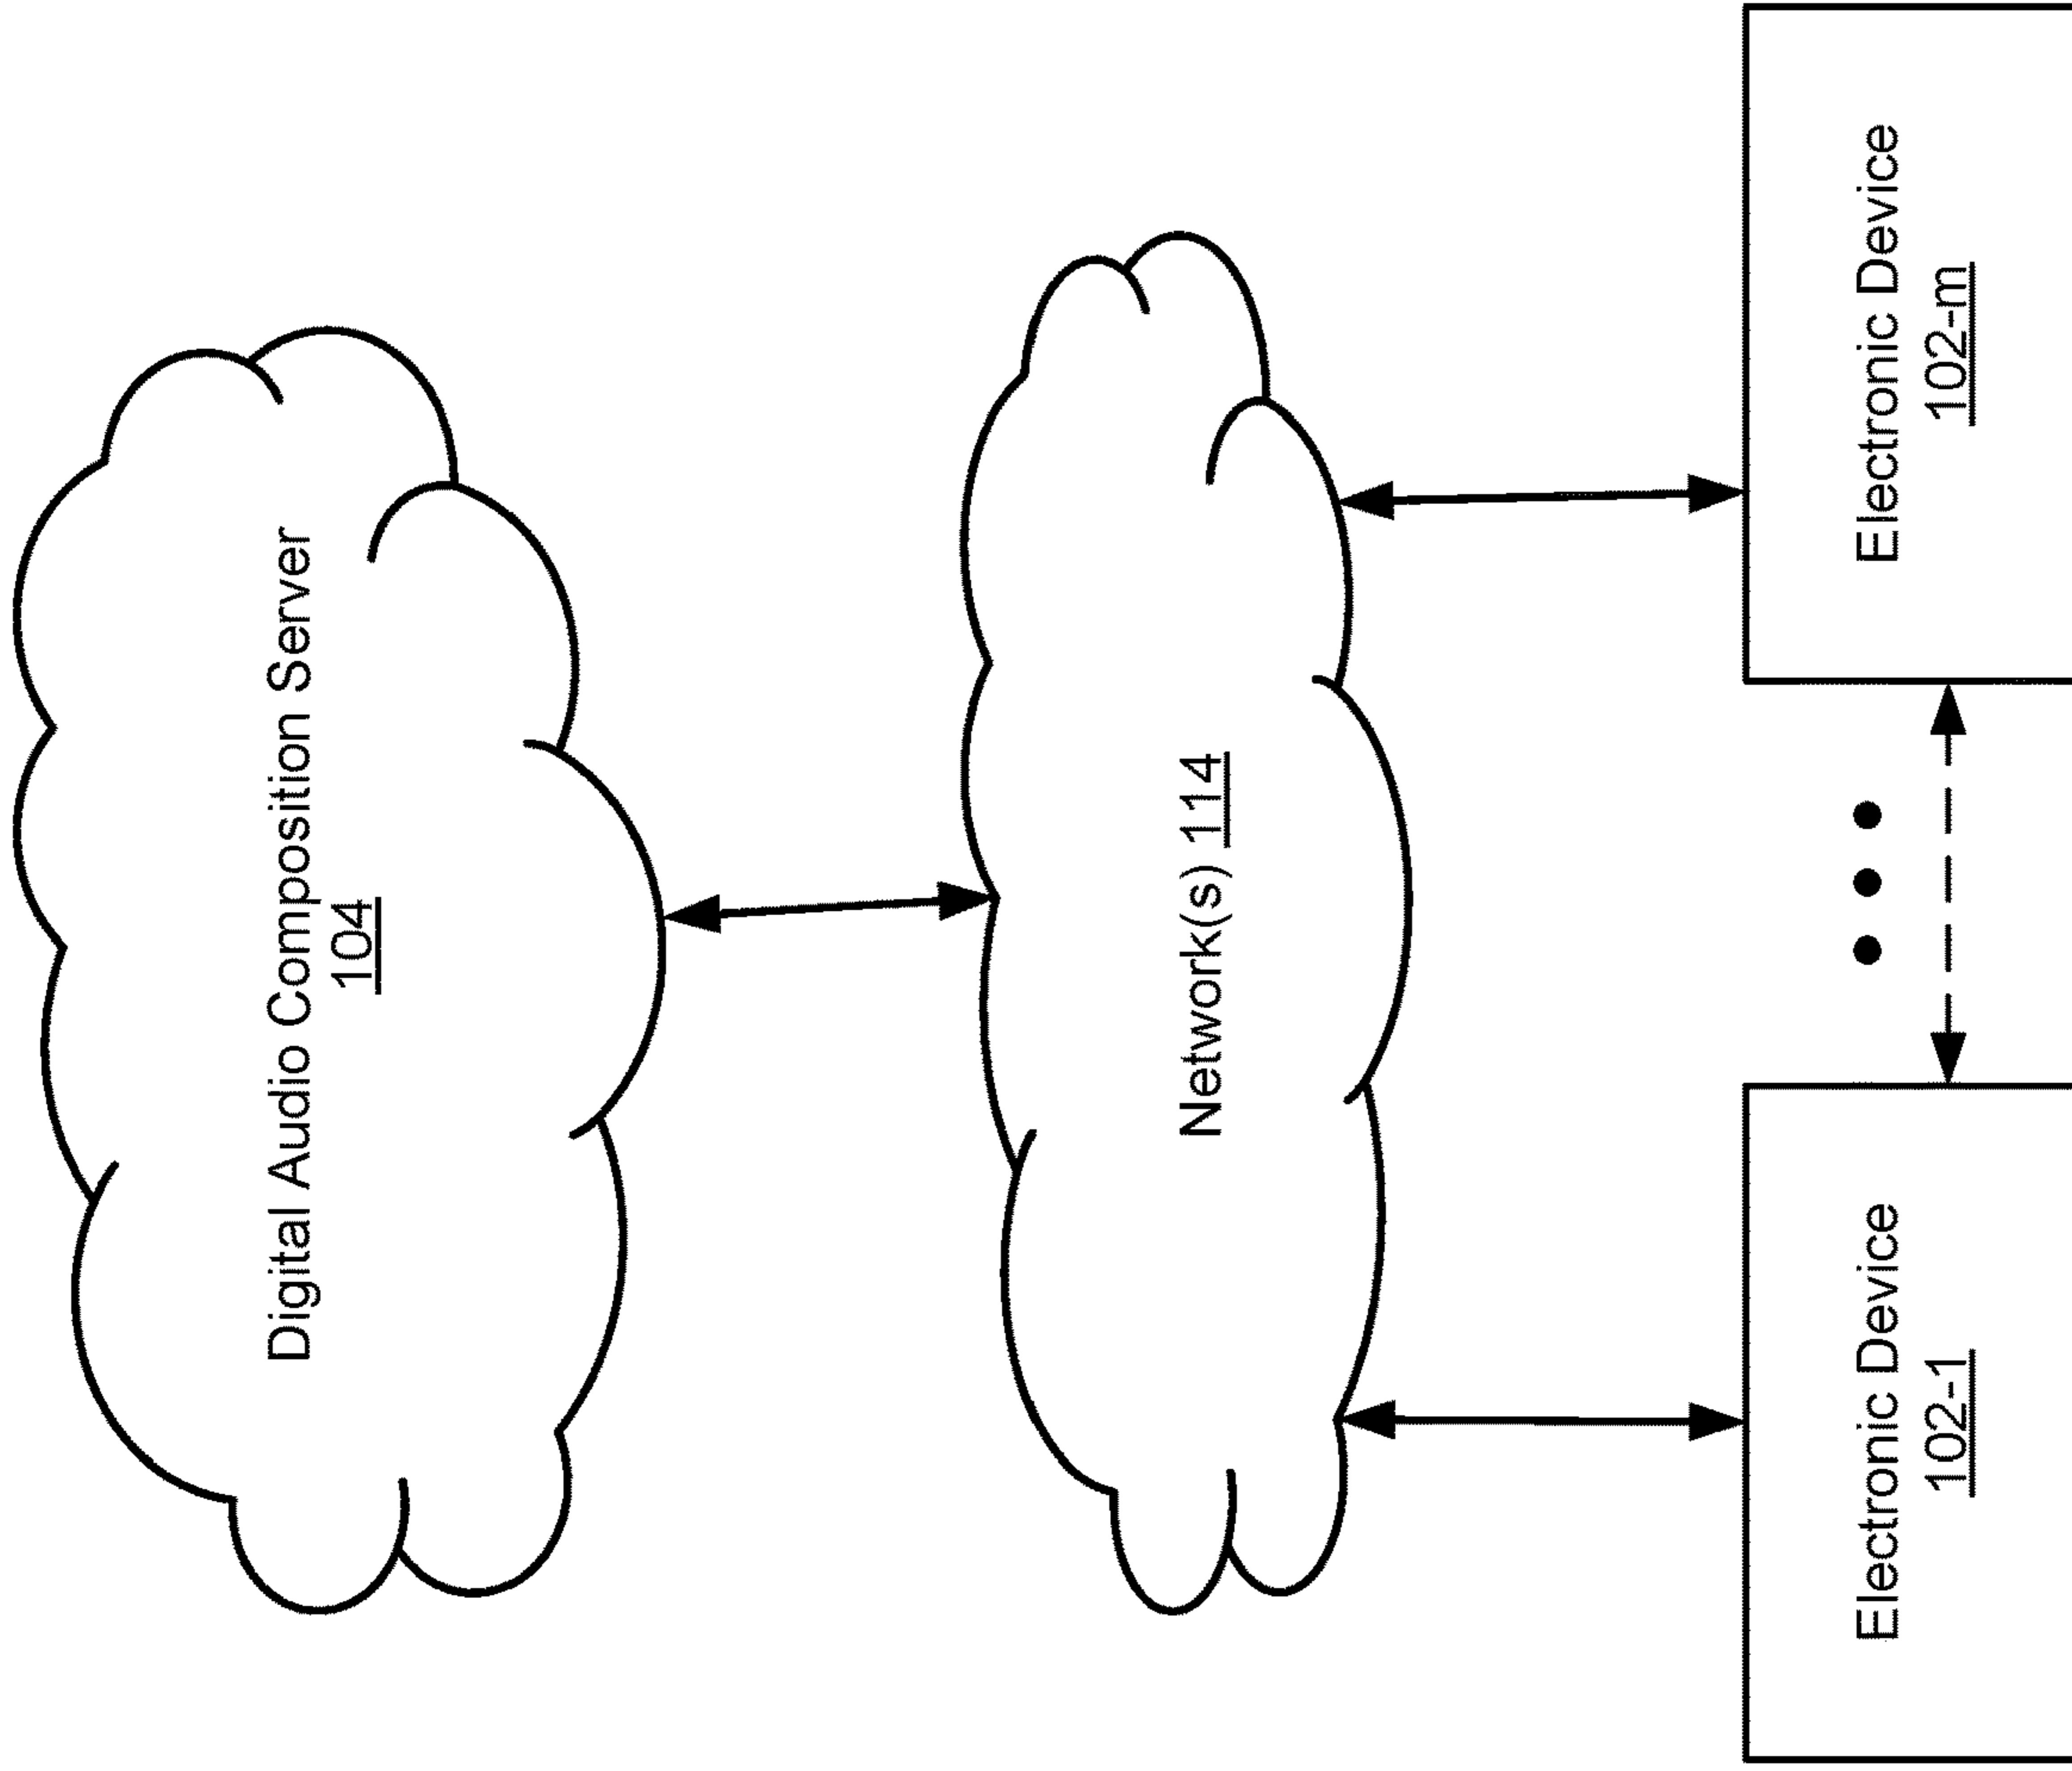 Digital Audio Composition Server
104
Network(s) 114
Electronic Device
102-1
Electronic Device
102-m